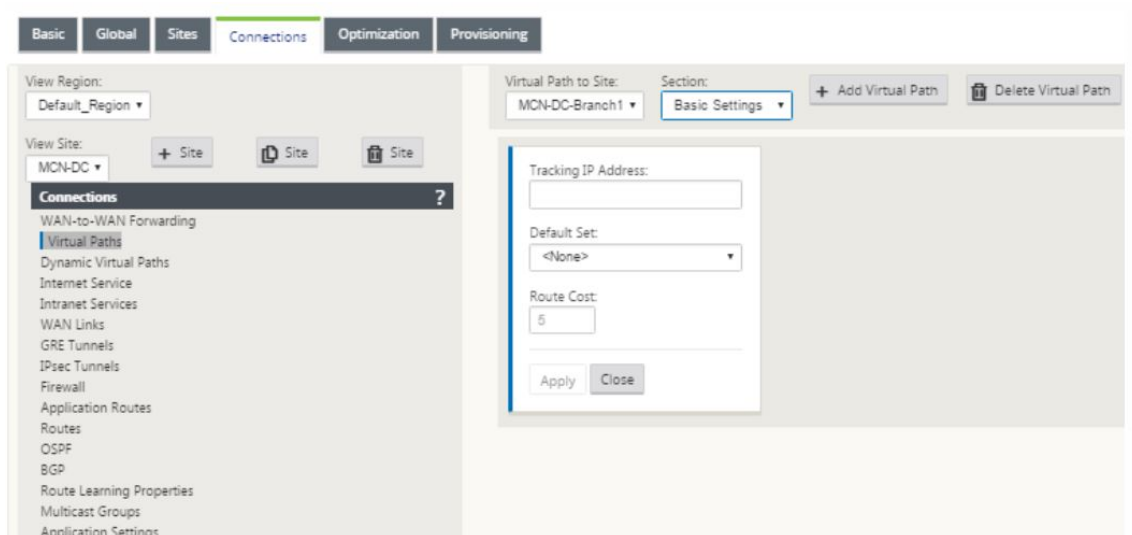 Basic Global Sites Connections Optimization Provisioning
View Region:
Default_Region
View Site:
MCN-DC + Site Site Site
Connections ?
WAN-to-WAN Forwarding
Virtual Paths
Dynamic Virtual Paths
Internet Service
Intranet Services
WAN Links
GRE Tunnels
IPsec Tunnels
Firewall
Application Routes
Routes
OSPF
BGP
Route Learning Properties
Multicast Groups
Application Settings
Virtual Path to Site: Section:
MCN-DC-Branch1 Basic Settings + Add Virtual Path Delete Virtual Path
Tracking IP Address:
Default Set:
<None>
Route Cost:
5
Apply Close